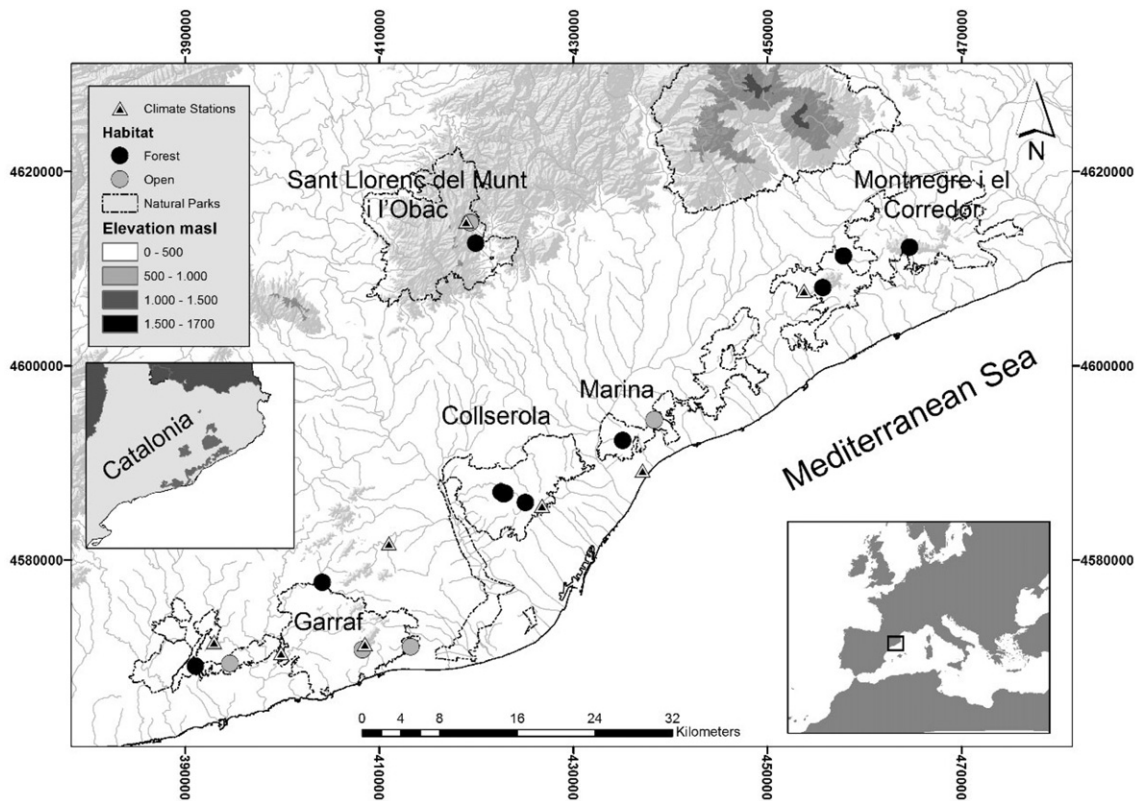 390000 410000 430000 450000 470000
Climate Stations
Habitat
Forest
Open
Natural Parks
Elevation masl
0 - 500
500 - 1.000
1.000 - 1.500
1.500 - 1700
N
4620000
4620000
Sant Llorenç del Munt
i l'Obac
Montnegre i el
Corredor
4600000
4600000
Marina
Collserola
Mediterranean Sea
Catalonia
4580000
4580000
Garraf
0 4 8 16 24 32
Kilometers
390000 410000 430000 450000 470000